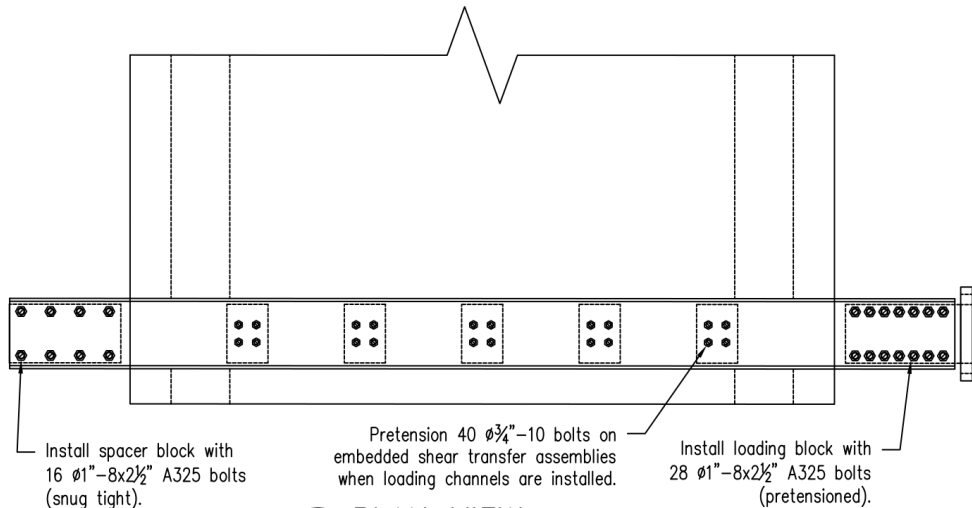 Install spacer block with
16 ø1"-8x2½" A325 bolts
(snug tight).
Pretension 40 ø¾"-10 bolts on
embedded shear transfer assemblies
when loading channels are installed.
Install loading block with
28 ø1"-8x2½" A325 bolts
(pretensioned).